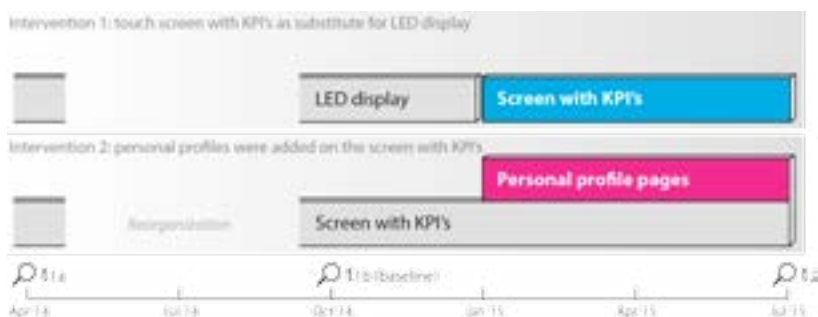 Intervention 1: touch screen with KPI's as substitute for LED display
LED display
Screen with KPI's
Intervention 2: personal profiles were added on the screen with KPI's
Personal profile pages
Reorganization
Screen with KPI's
t1a
t1b (baseline)
t2
Apr'14
Jul'14
Oct'14
Jan'15
Apr'15
Jul'15